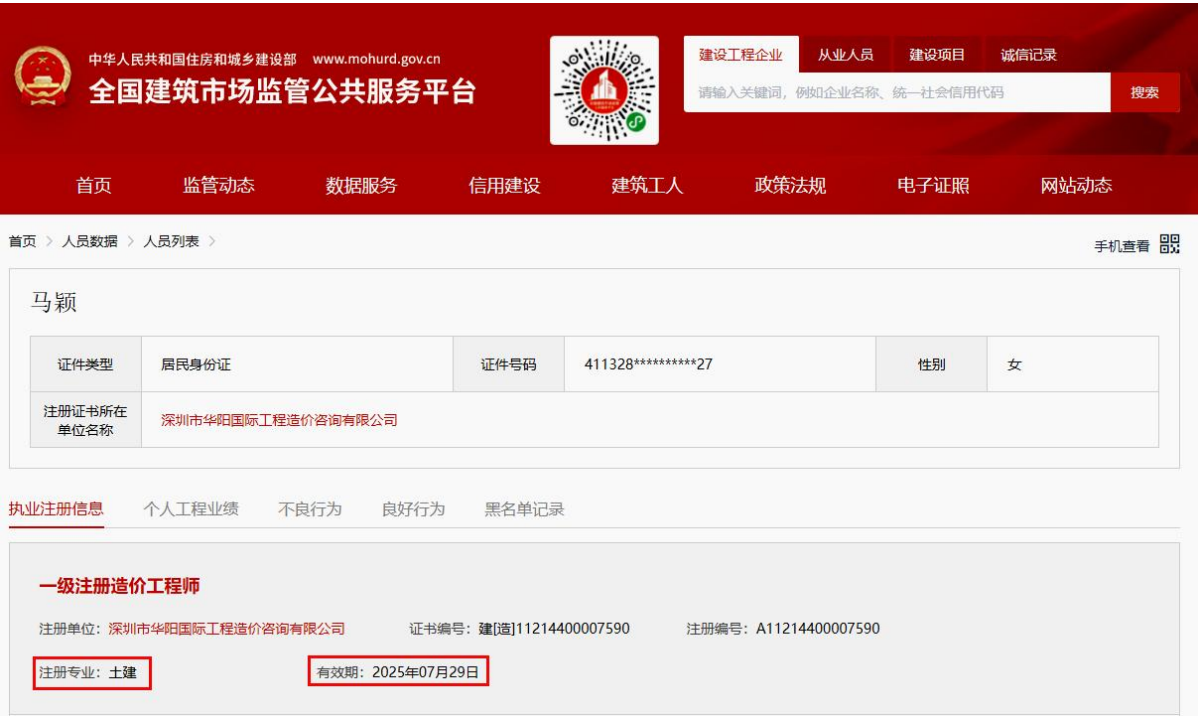 中华人民共和国住房和城乡建设部 www.mohurd.gov.cn
全国建筑市场监管公共服务平台
建设工程企业 从业人员 建设项目 诚信记录
请输入关键词，例如企业名称、统一社会信用代码 搜索
首页 监管动态 数据服务 信用建设 建筑工人 政策法规 电子证照 网站动态
首页 > 人员数据 > 人员列表 >
手机查看
马颖
证件类型 居民身份证 证件号码 411328**********27 性别 女
注册证书所在
单位名称
深圳市华阳国际工程造价咨询有限公司
执业注册信息 个人工程业绩 不良行为 良好行为 黑名单记录
一级注册造价工程师
注册单位：深圳市华阳国际工程造价咨询有限公司 证书编号：建[造]11214400007590 注册编号：A11214400007590
注册专业：土建 有效期：2025年07月29日